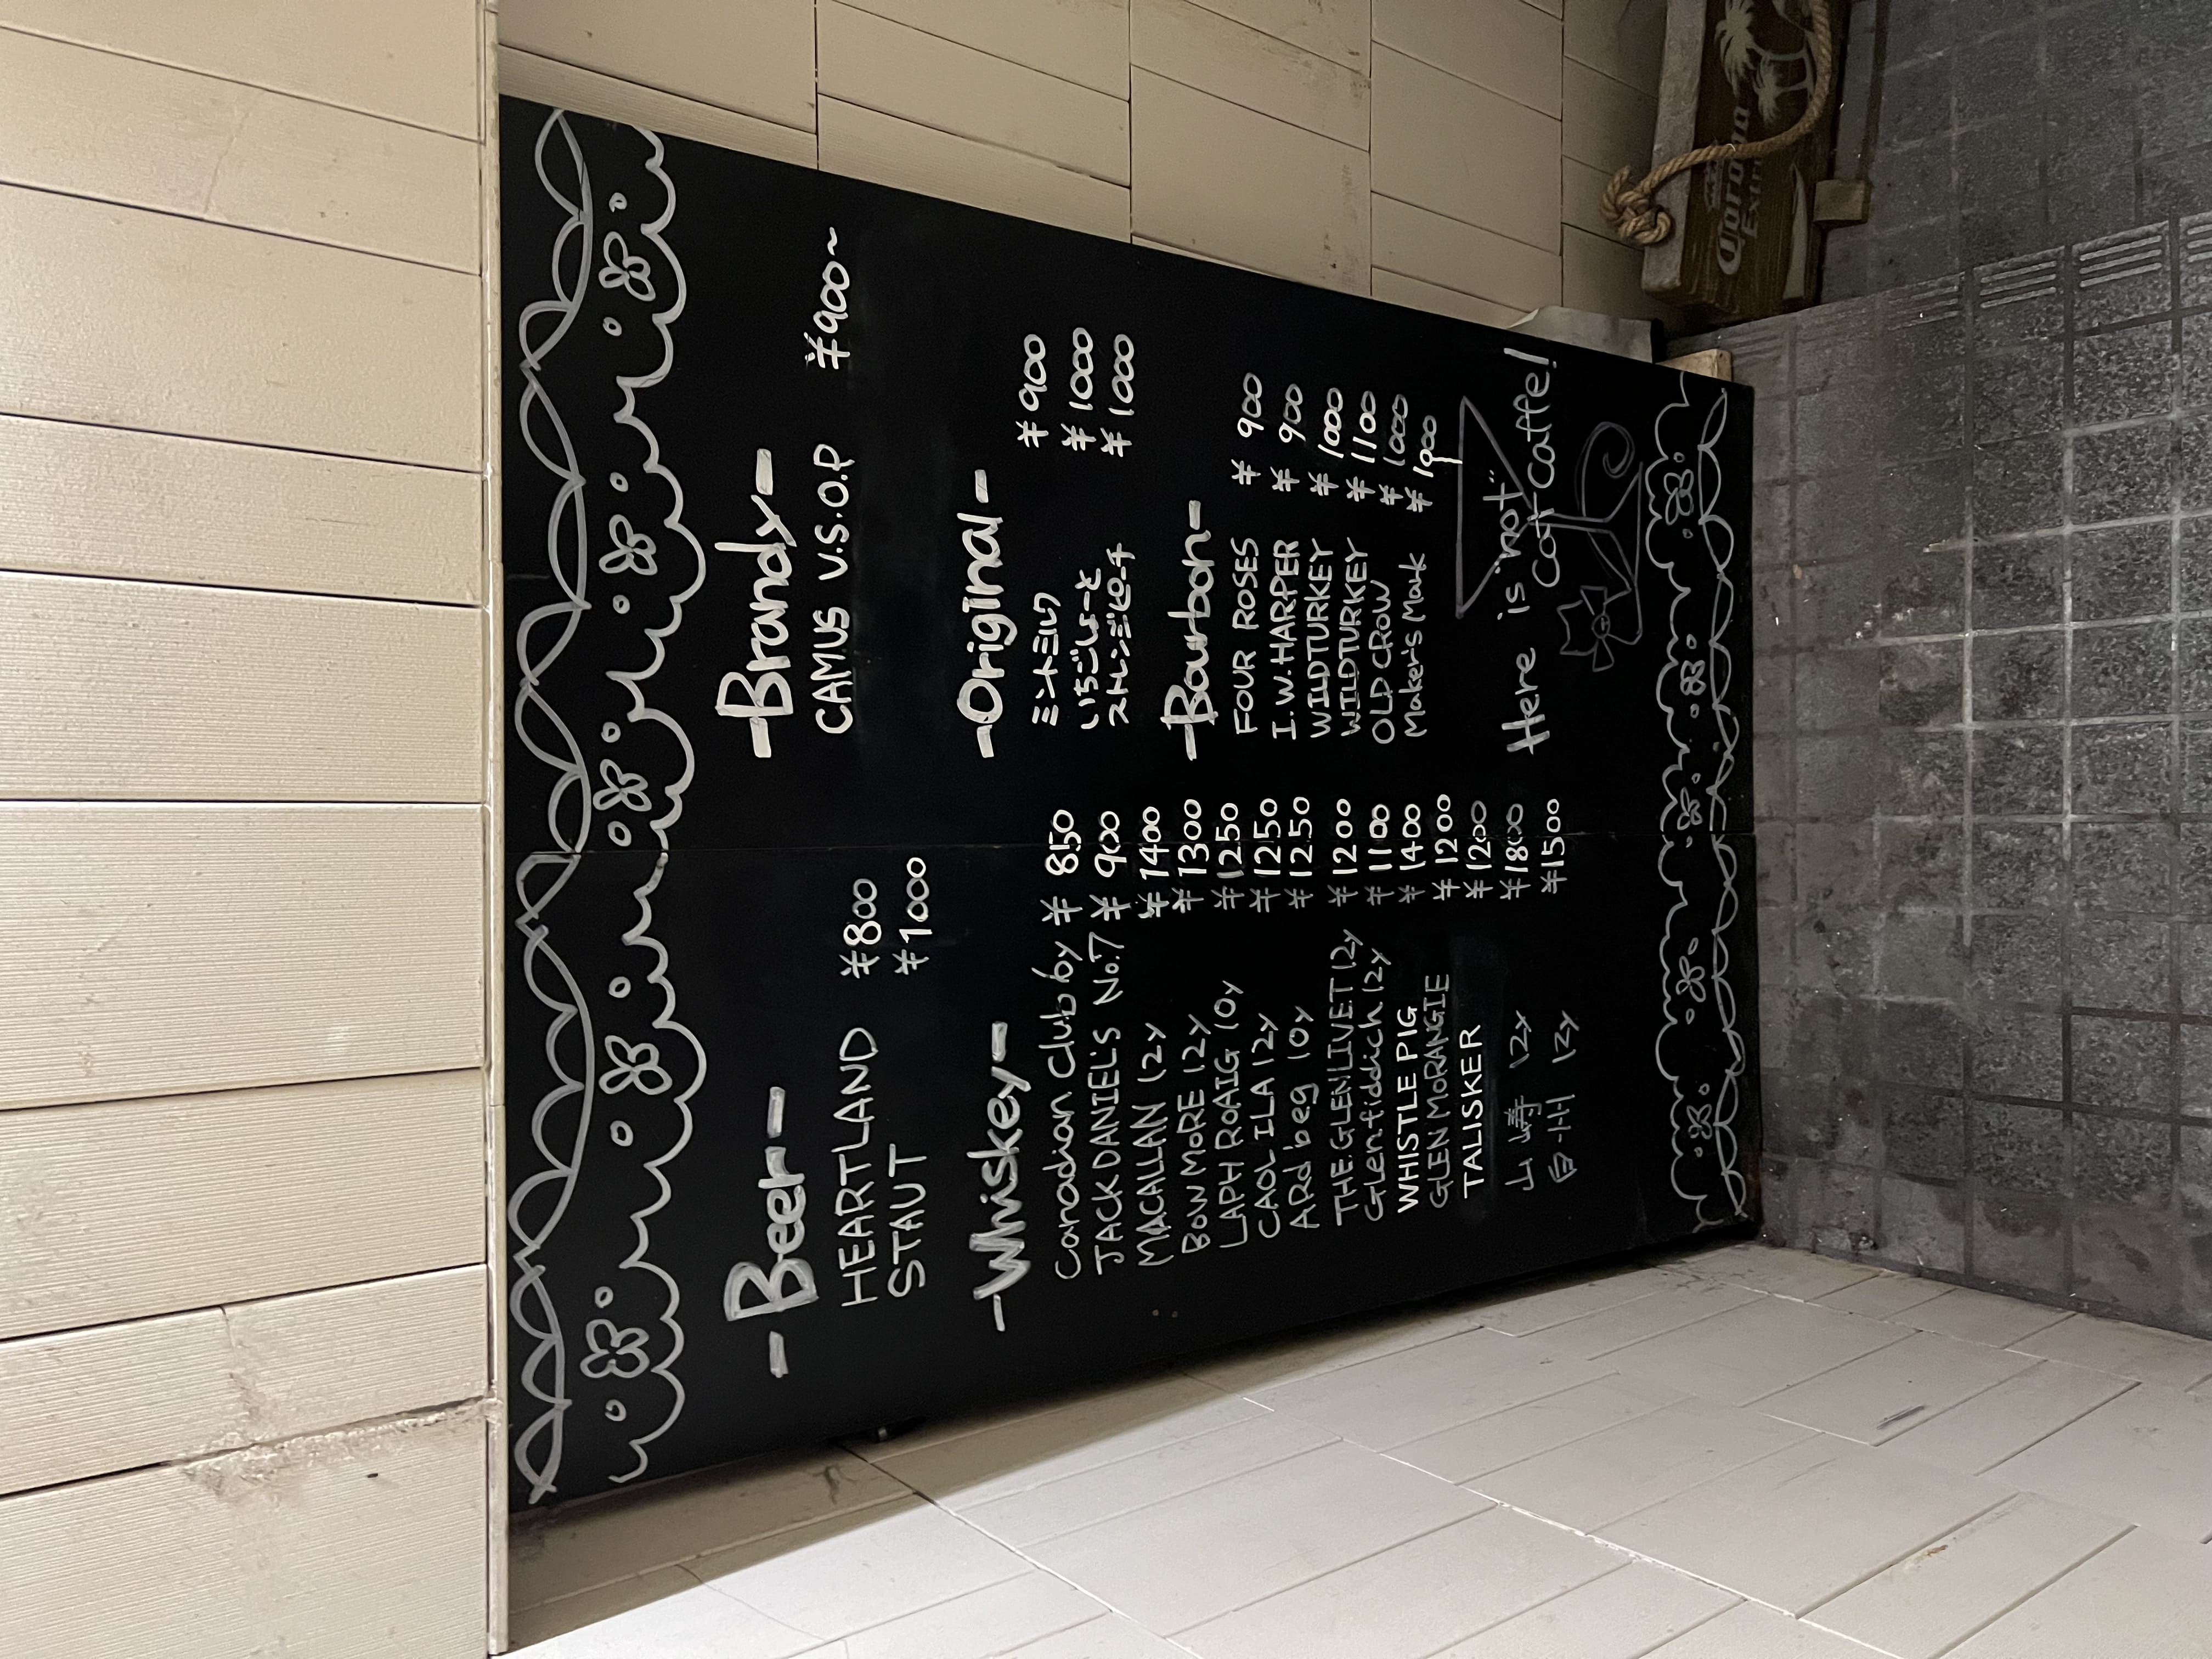 -Beer-
HEARTLAND ¥800
STAUT ¥1000
-Whiskey-
Canadian Club 6y ¥ 850
JACK DANIEL'S No.7 ¥ 900
MACALLAN 12y ¥ 1400
BOWMORE 12y ¥ 1300
LAPHROAIG 10y ¥1250
CAOL ILA 12y ¥1250
ARdbeg 10y ¥1250
THE.GLENLIVET 12y ¥1200
Glenfiddich 12y ¥ 1100
WHISTLE PIG ¥ 1400
GLEN MORANGIE ¥ 1200
TALISKER ¥1200
山崎 12y ¥1800
白州 12y ¥1500
-Brandy-
CAMUS V.S.O.P ¥900~
-Original-
ミントミルク ¥900
いちごしょーと ¥1000
ストレンジピーチ ¥1000
-Bourbon-
FOUR ROSES ¥ 900
I.W.HARPER ¥ 900
WILDTURKEY ¥ 1000
WILDTURKEY ¥ 1100
OLD CROW ¥ 1000
Maker's Mark ¥ 1900
Here is "not"
cat caffe!
Corona
Extra